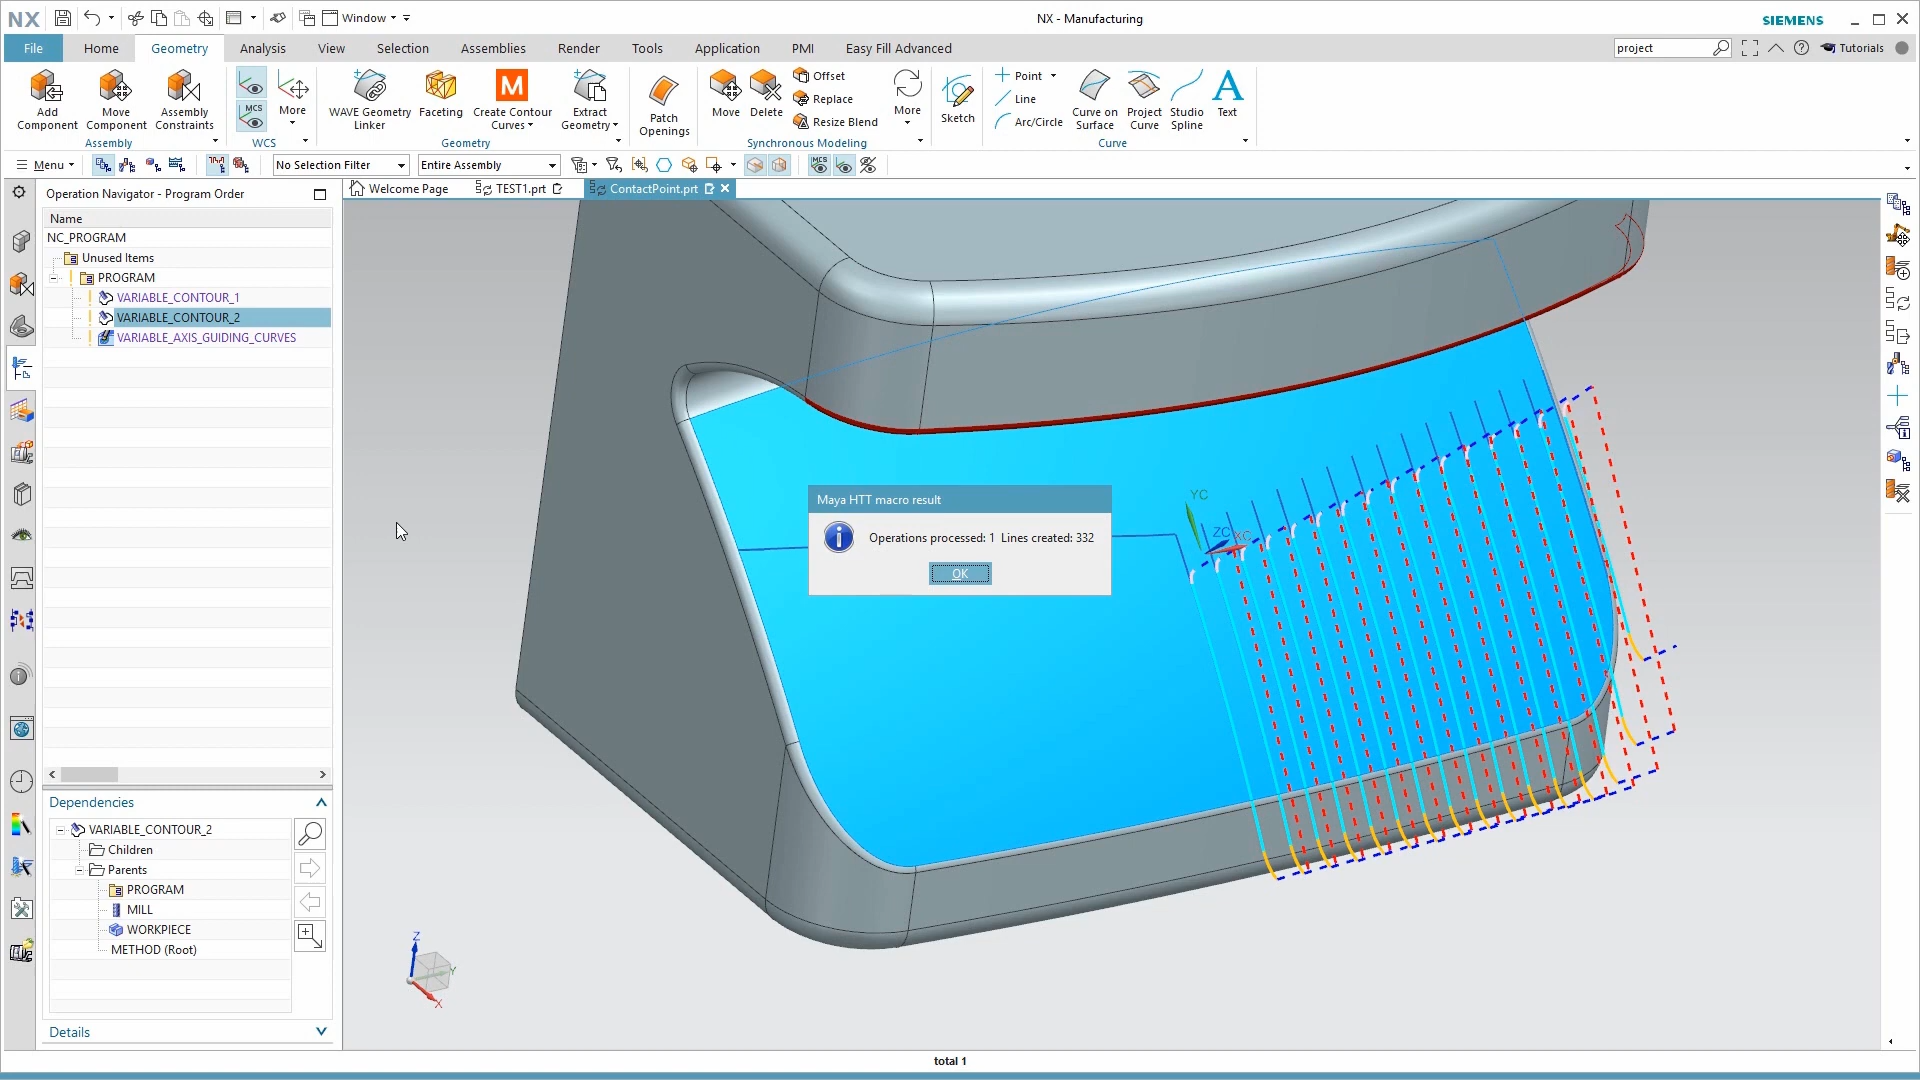 NX
Window
NX - Manufacturing
SIEMENS
File
Home
Geometry
Analysis
View
Selection
Assemblies
Render
Tools
Application
PMI
Easy Fill Advanced
project
Tutorials
Add Component
Move Component
Assembly Constraints
Assembly
MCS
More
WCS
WAVE Geometry Linker
Faceting
M
Create Contour Curves
Extract Geometry
Geometry
Patch Openings
Move
Delete
Offset
Replace
Resize Blend
More
Synchronous Modeling
Sketch
Point
Line
Arc/Circle
Curve on Surface
Project Curve
Studio Spline
A
Text
Curve
Menu
No Selection Filter
Entire Assembly
MCS
Operation Navigator - Program Order
Welcome Page
TEST1.prt
ContactPoint.prt
Name
NC_PROGRAM
Unused Items
PROGRAM
VARIABLE_CONTOUR_1
VARIABLE_CONTOUR_2
VARIABLE_AXIS_GUIDING_CURVES
YC
ZC
XC
Maya HTT macro result
Operations processed: 1 Lines created: 332
OK
Dependencies
VARIABLE_CONTOUR_2
Children
Parents
PROGRAM
MILL
WORKPIECE
METHOD (Root)
Details
Z
Y
X
total 1